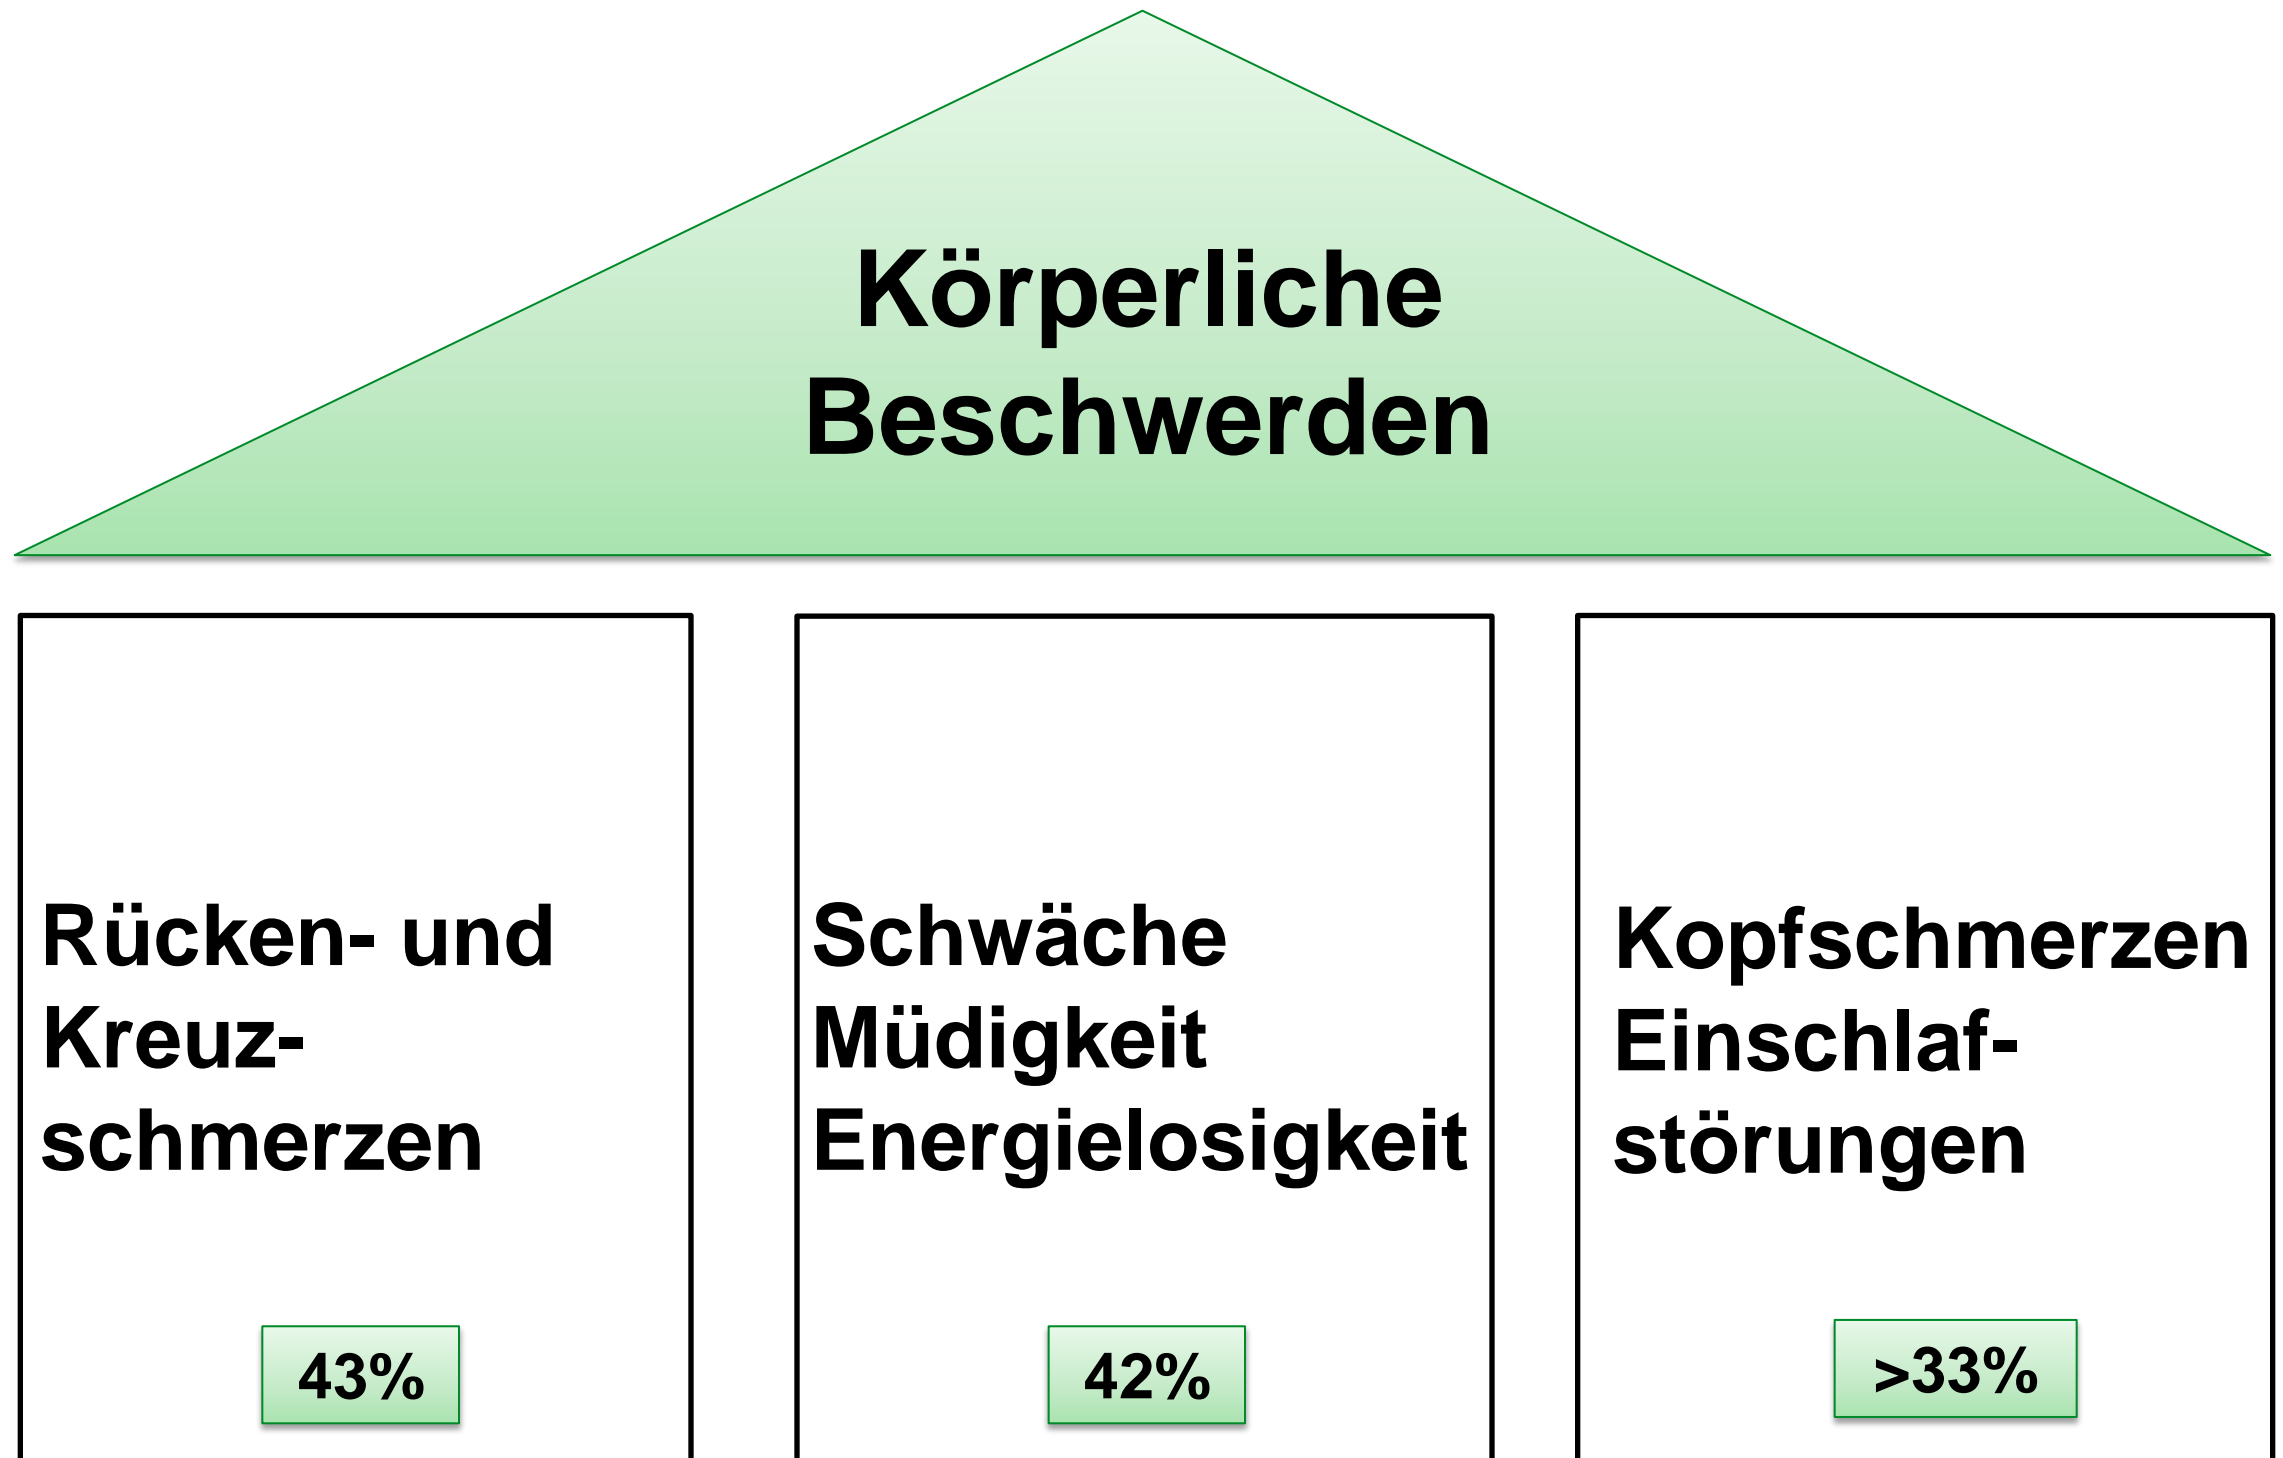 Körperliche
Beschwerden
Rücken- und
Kreuz-
schmerzen
43%
Schwäche
Müdigkeit
Energielosigkeit
42%
Kopfschmerzen
Einschlaf-
störungen
>33%